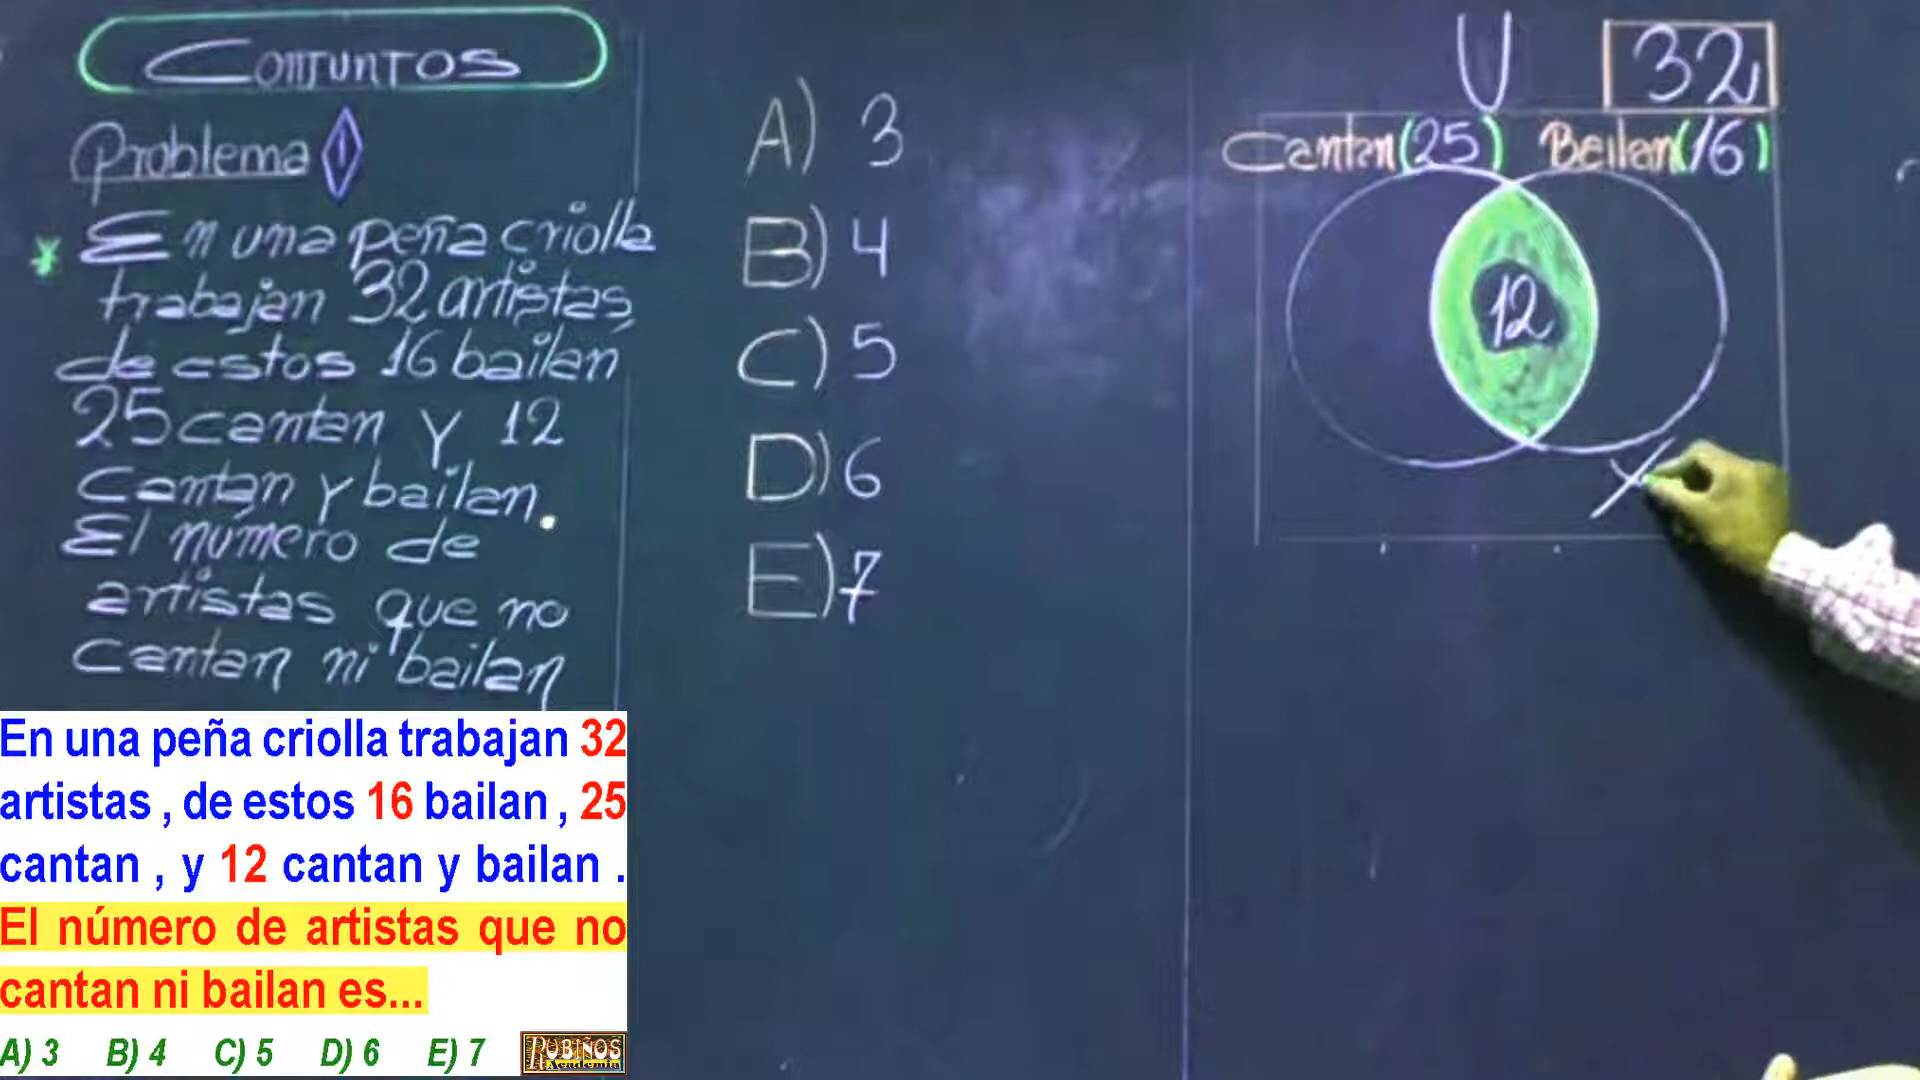 CONJUNTOS
Problema 1
* En una peña criolla
trabajan 32 artistas,
de estos 16 bailan
25 cantan y 12
cantan y bailan.
El número de
artistas que no
cantan ni bailan
A) 3
B) 4
C) 5
D) 6
E) 7
U 32
Cantan (25) Bailan (16)
12
X
En una peña criolla trabajan 32
artistas , de estos 16 bailan , 25
cantan , y 12 cantan y bailan .
El número de artistas que no
cantan ni bailan es...
A) 3 B) 4 C) 5 D) 6 E) 7
RUBIÑOS